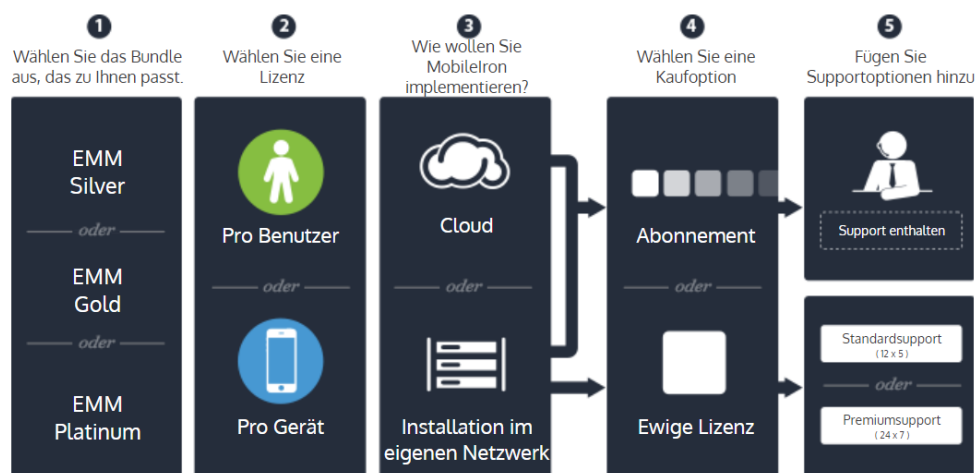 1
Wählen Sie das Bundle
aus, das zu Ihnen passt.
EMM
Silver
oder
EMM
Gold
oder
EMM
Platinum
2
Wählen Sie eine
Lizenz
Pro Benutzer
oder
Pro Gerät
3
Wie wollen Sie
MobileIron
implementieren?
Cloud
oder
Installation im
eigenen Netzwerk
4
Wählen Sie eine
Kaufoption
Abonnement
oder
Ewige Lizenz
5
Fügen Sie
Supportoptionen hinzu
Support enthalten
Standardsupport
( 12 x 5 )
oder
Premiumsupport
( 24 x 7 )